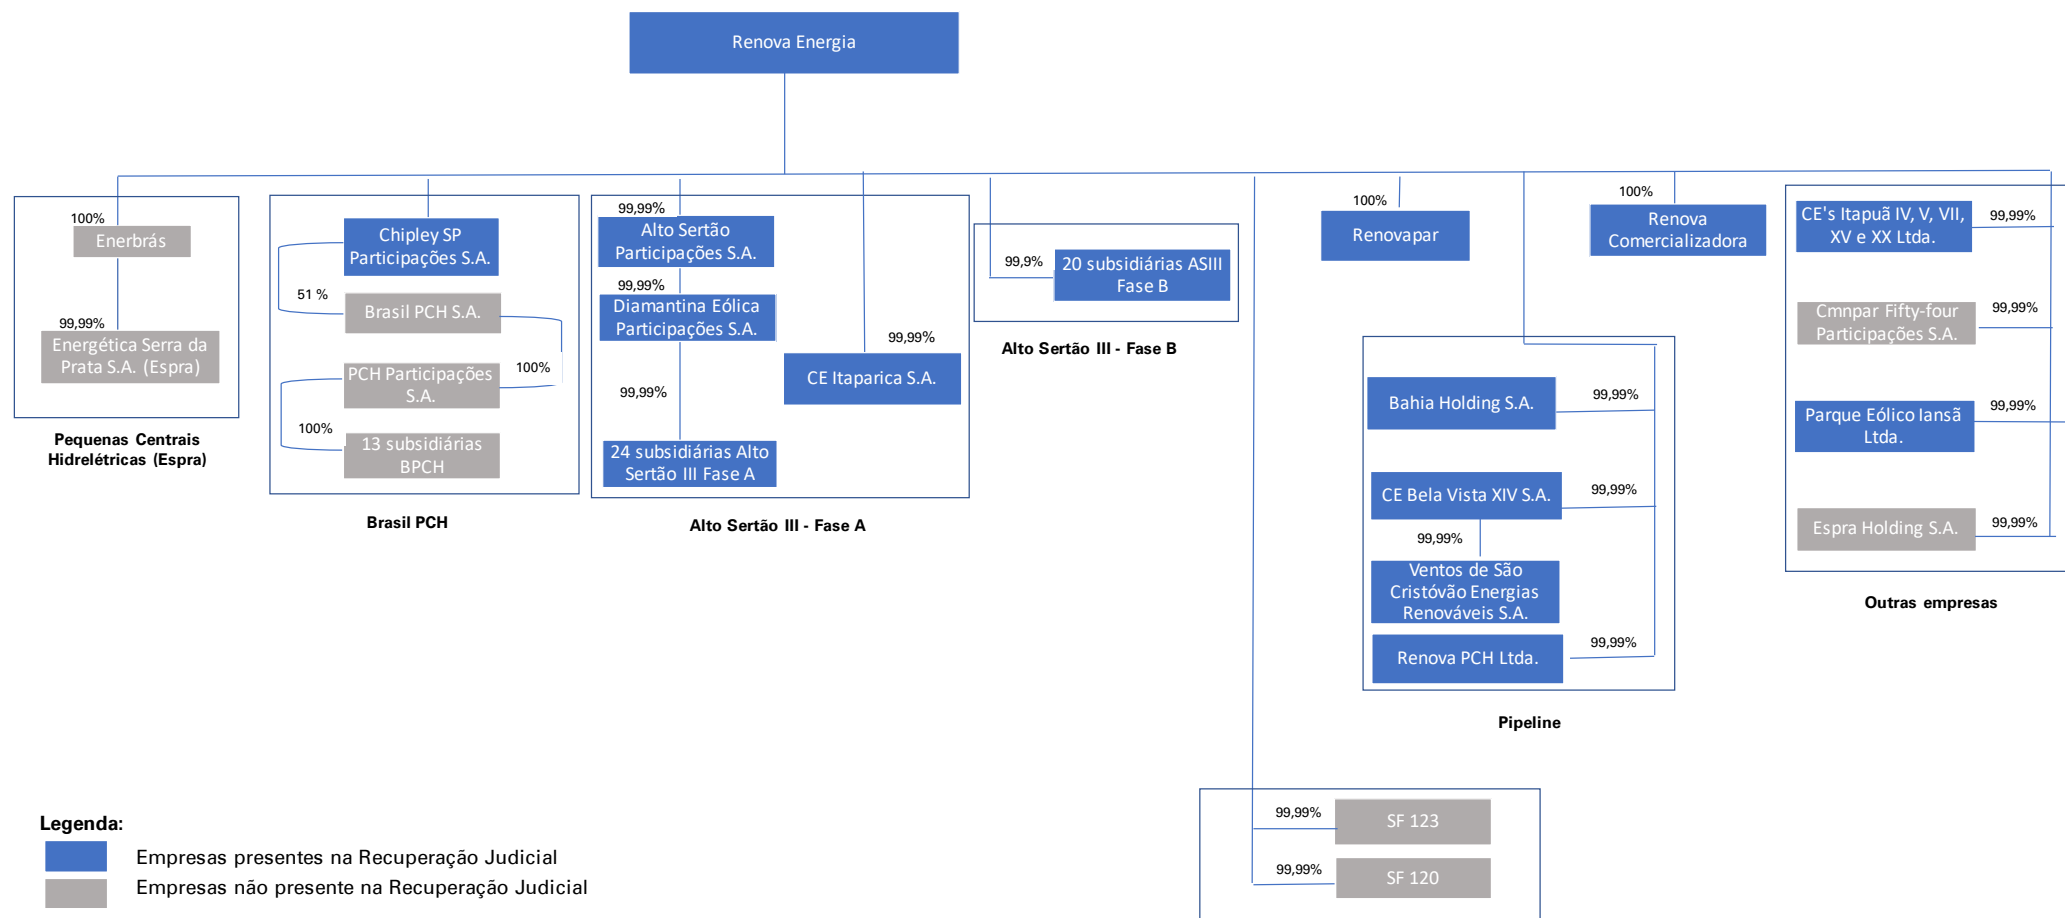 Renova Energia
100%
Enerbrás
99,99%
Energética Serra da
Prata S.A. (Espra)
Pequenas Centrais
Hidrelétricas (Espra)
Chipley SP
Participações S.A.
51 %
Brasil PCH S.A.
100%
PCH Participações
S.A.
100%
13 subsidiárias
BPCH
Brasil PCH
99,99%
Alto Sertão
Participações S.A.
99,99%
Diamantina Eólica
Participações S.A.
99,99%
24 subsidiárias Alto
Sertão III Fase A
99,99%
CE Itaparica S.A.
Alto Sertão III - Fase A
99,9%
20 subsidiárias ASIII
Fase B
Alto Sertão III - Fase B
100%
Renovapar
100%
Renova
Comercializadora
Bahia Holding S.A.
99,99%
CE Bela Vista XIV S.A.
99,99%
99,99%
Ventos de São
Cristóvão Energias
Renováveis S.A.
Renova PCH Ltda.
99,99%
Pipeline
CE's Itapuã IV, V, VII,
XV e XX Ltda.
99,99%
Cmnpar Fifty-four
Participações S.A.
99,99%
Parque Eólico Iansã
Ltda.
99,99%
Espra Holding S.A.
99,99%
Outras empresas
99,99%
SF 123
99,99%
SF 120
Legenda:
Empresas presentes na Recuperação Judicial
Empresas não presente na Recuperação Judicial